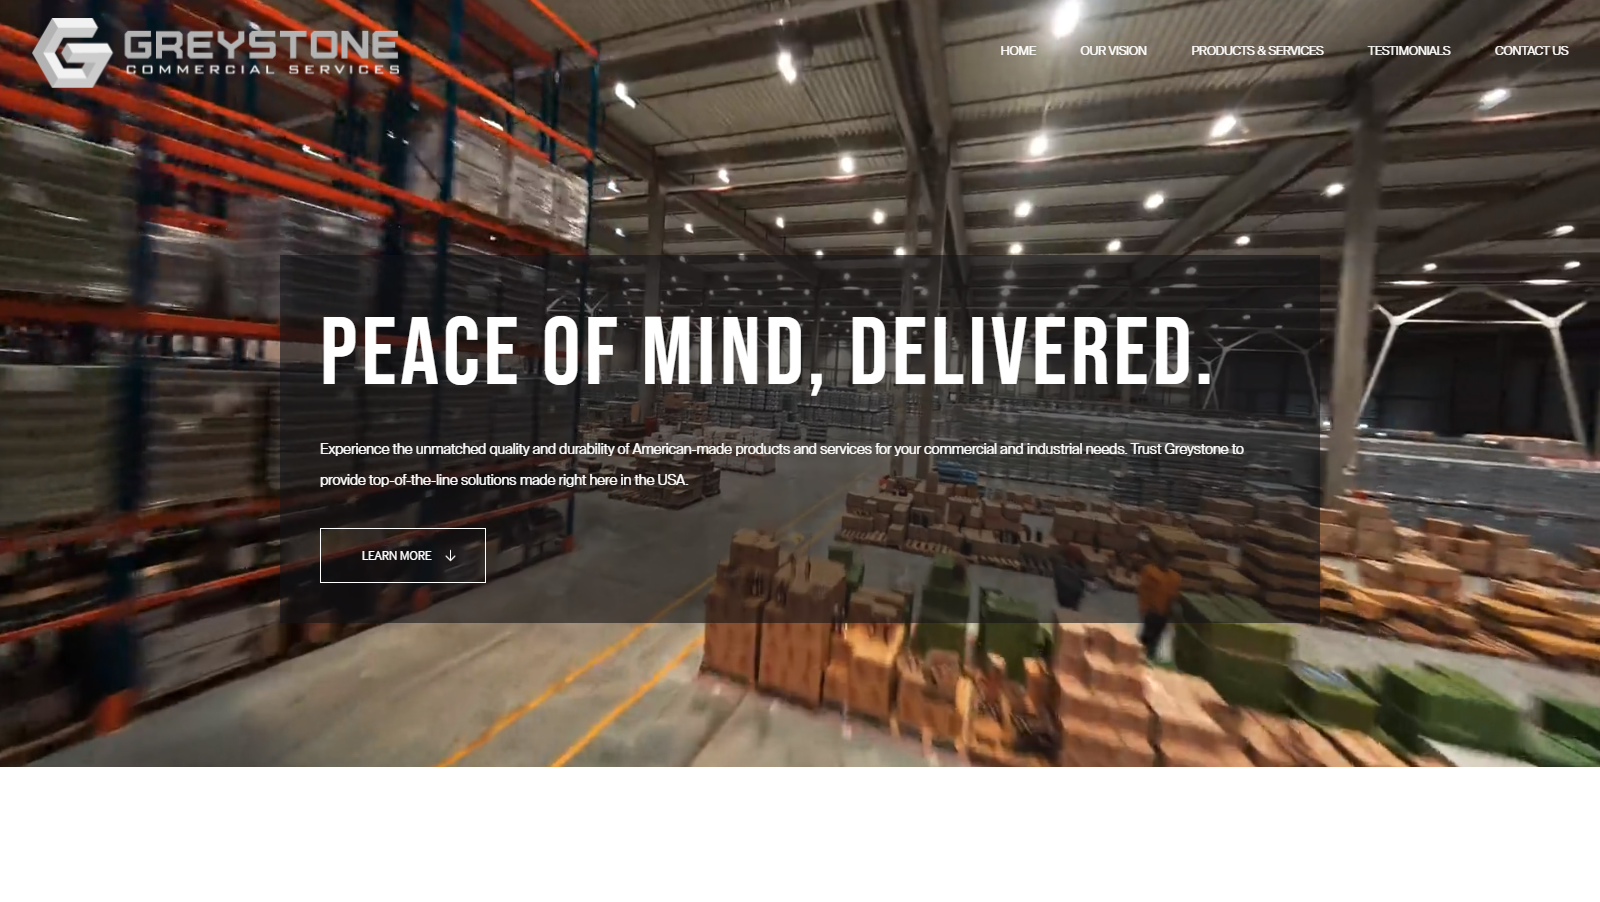 GREYSTONE
COMMERCIAL SERVICES
HOME
OUR VISION
PRODUCTS & SERVICES
TESTIMONIALS
CONTACT US
PEACE OF MIND, DELIVERED.
Experience the unmatched quality and durability of American-made products and services for your commercial and industrial needs. Trust Greystone to
provide top-of-the-line solutions made right here in the USA.
LEARN MORE